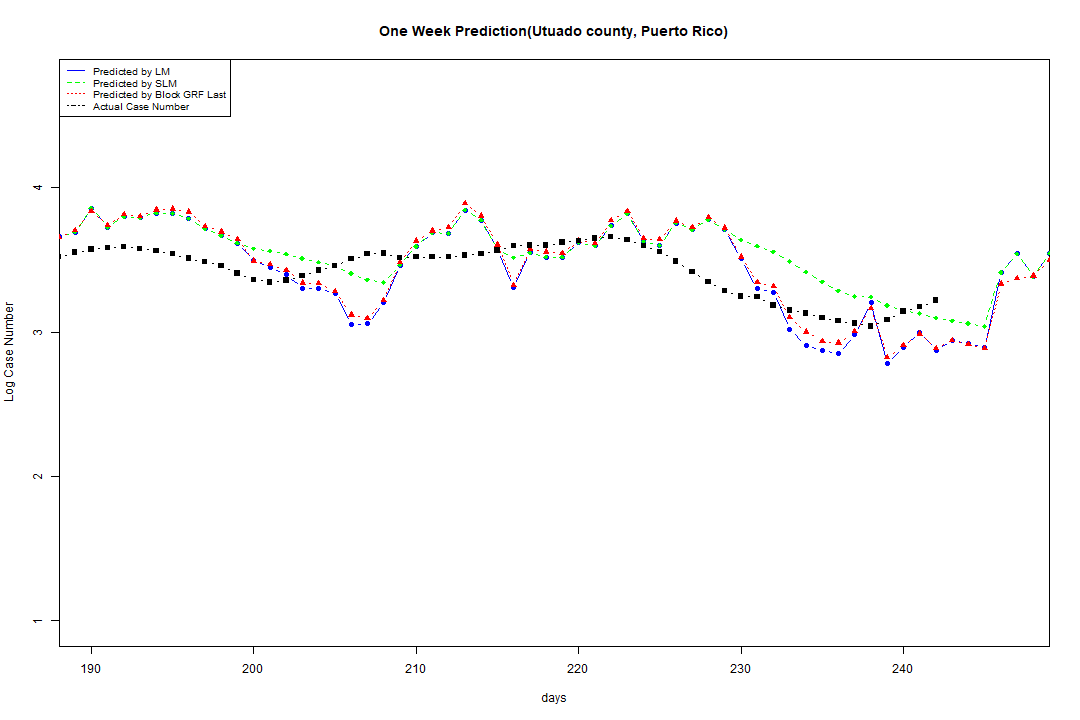 One Week Prediction(Utuado county, Puerto Rico)
Predicted by LM
Predicted by SLM
Predicted by Block GRF Last
Actual Case Number
4
3
2
1
Log Case Number
190 200 210 220 230 240
days